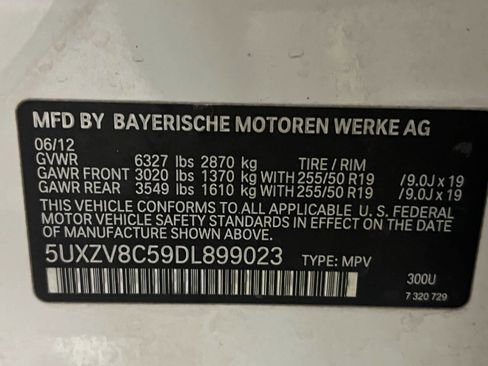 MFD BY BAYERISCHE MOTOREN WERKE AG
06/12
GVWR 6327 lbs 2870 kg TIRE / RIM
GAWR FRONT 3020 lbs 1370 kg WITH 255/50 R19 /9.0J x 19
GAWR REAR 3549 lbs 1610 kg WITH 255/50 R19 /9.0J x 19
THIS VEHICLE CONFORMS TO ALL APPLICABLE U. S. FEDERAL
MOTOR VEHICLE SAFETY STANDARDS IN EFFECT ON THE
DATE OF MANUFACTURE SHOWN ABOVE.
5UXZV8C59DL899023 TYPE: MPV
300U
7 320 729